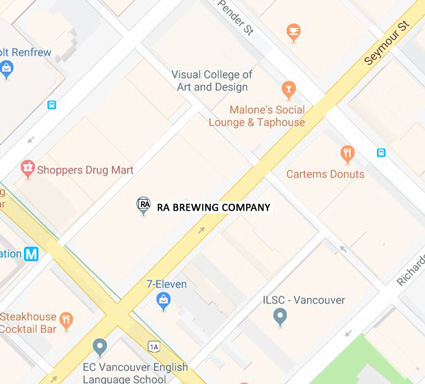 Pender St
Seymour St
olt Renfrew
Visual College of
Art and Design
Malone's Social
Lounge & Taphouse
Shoppers Drug Mart
Cartems Donuts
g
ar
RA
RA BREWING COMPANY
ation M
7-Eleven
Richards
ILSC - Vancouver
Steakhouse
Cocktail Bar
1A
EC Vancouver English
Language School